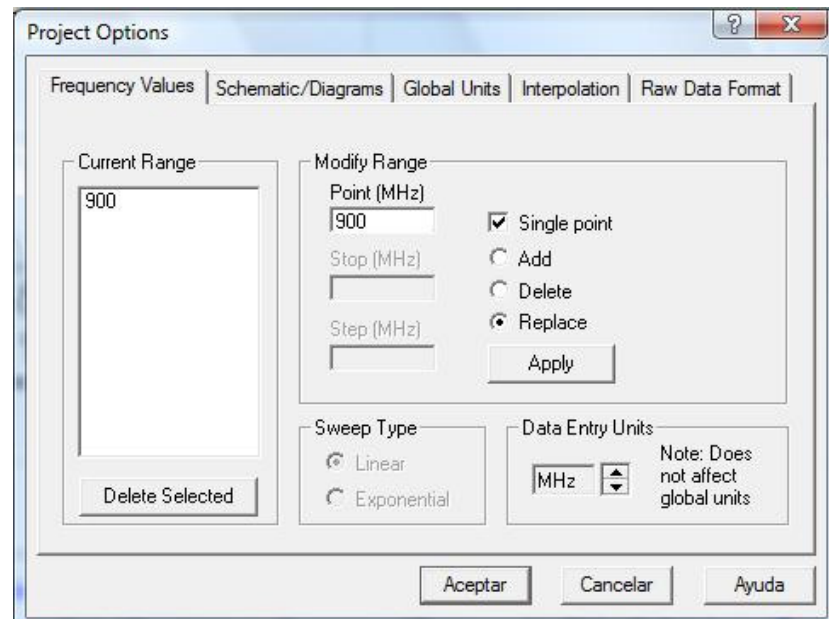 Project Options
Frequency Values
Schematic/Diagrams
Global Units
Interpolation
Raw Data Format
Current Range
900
Delete Selected
Modify Range
Point (MHz)
900
Stop (MHz)
Step (MHz)
Single point
Add
Delete
Replace
Apply
Sweep Type
Linear
Exponential
Data Entry Units
MHz
Note: Does
not affect
global units
Aceptar
Cancelar
Ayuda